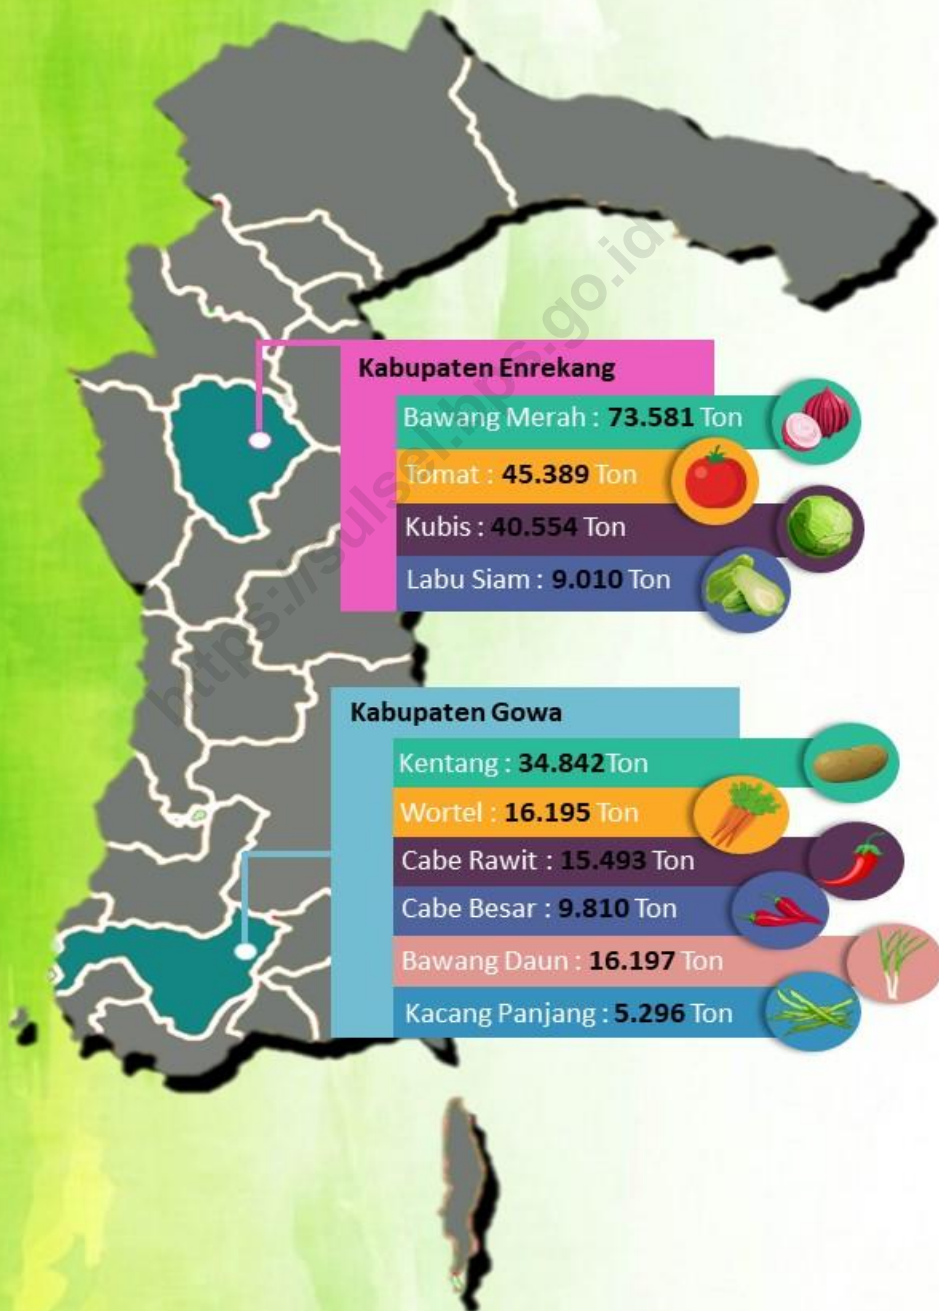 Kabupaten Enrekang
Bawang Merah : 73.581 Ton
Tomat : 45.389 Ton
Kubis : 40.554 Ton
Labu Siam : 9.010 Ton
Kabupaten Gowa
Kentang : 34.842Ton
Wortel : 16.195 Ton
Cabe Rawit : 15.493 Ton
Cabe Besar : 9.810 Ton
Bawang Daun : 16.197 Ton
Kacang Panjang : 5.296 Ton
https://sulsel.bps.go.id